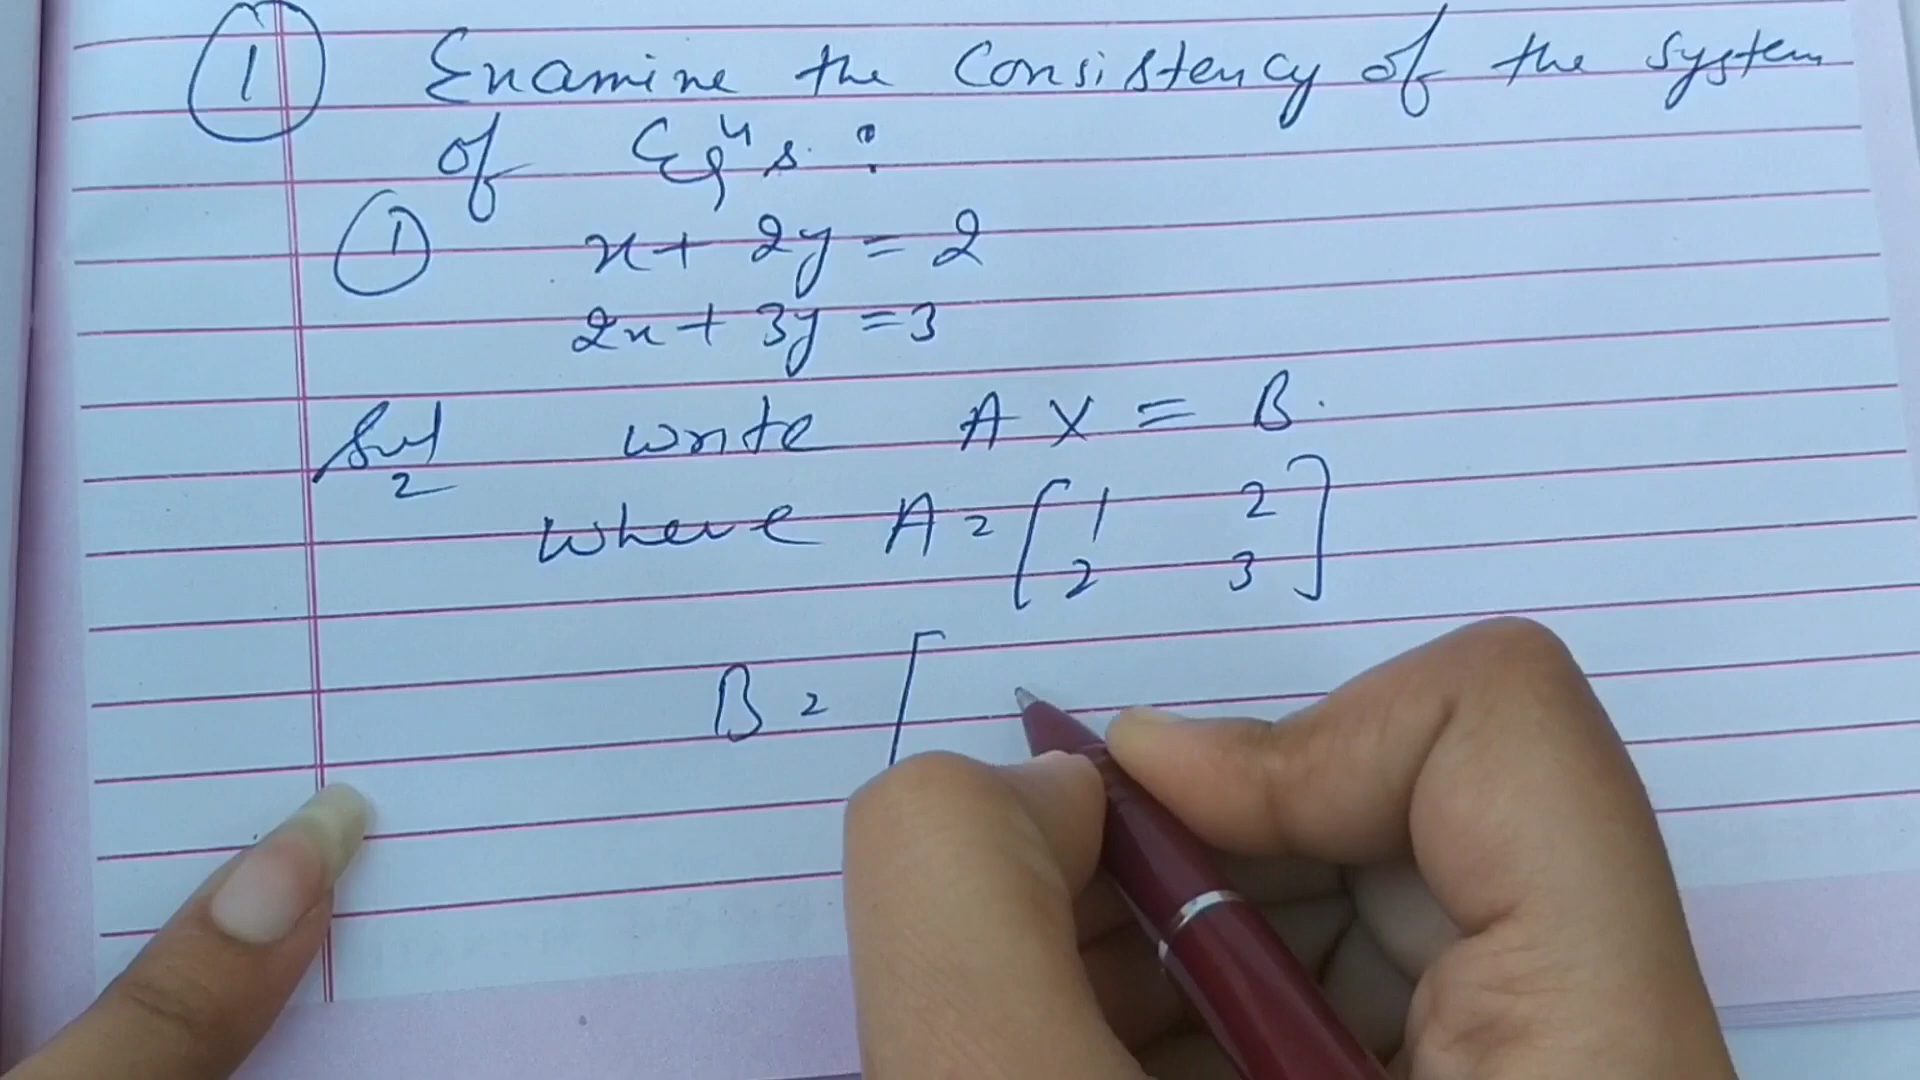 1 Examine the Consistency of the System
of Eqns :
1 x + 2y = 2
2x + 3y = 3
Sol write AX = B.
where A = [1 2
2 3]
B = [